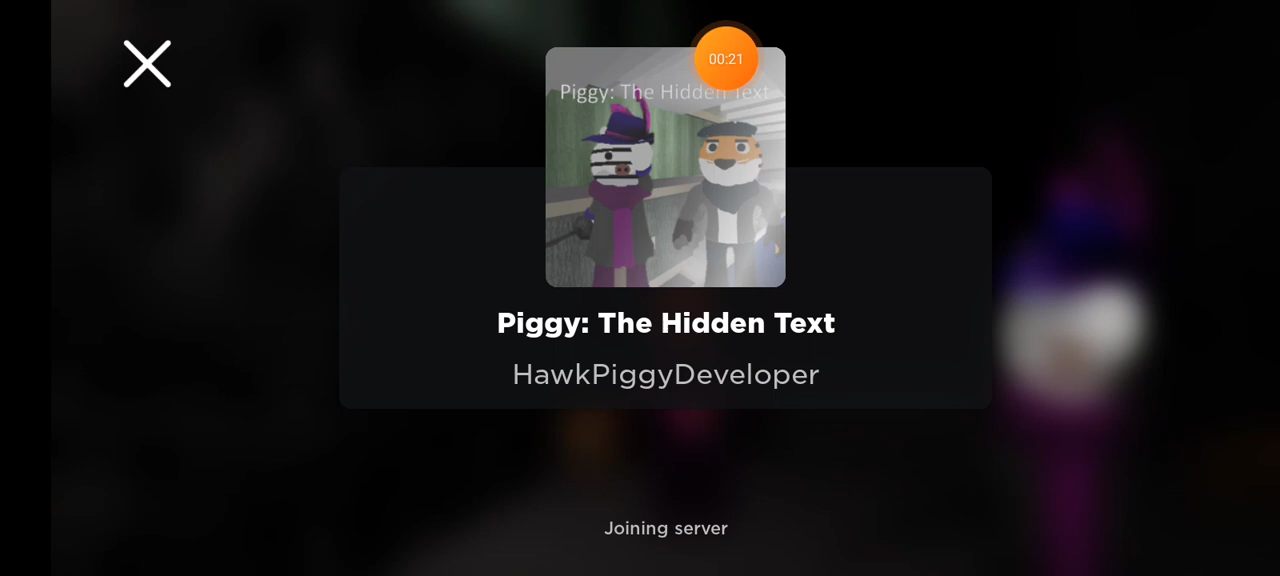 00:21
Piggy: The Hidden Text
Piggy: The Hidden Text
HawkPiggyDeveloper
Joining server